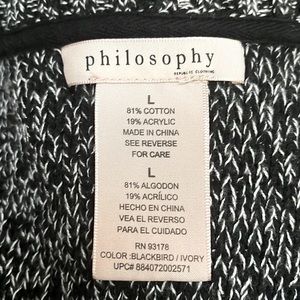 philosophy
REPUBLIC CLOTHING
L
81% COTTON
19% ACRYLIC
MADE IN CHINA
SEE REVERSE
FOR CARE
L
81% ALGODON
19% ACRÍLICO
HECHO EN CHINA
VEA EL REVERSO
PARA EL CUIDADO
RN 93178
COLOR:BLACKBIRD / IVORY
UPC# 884072002571